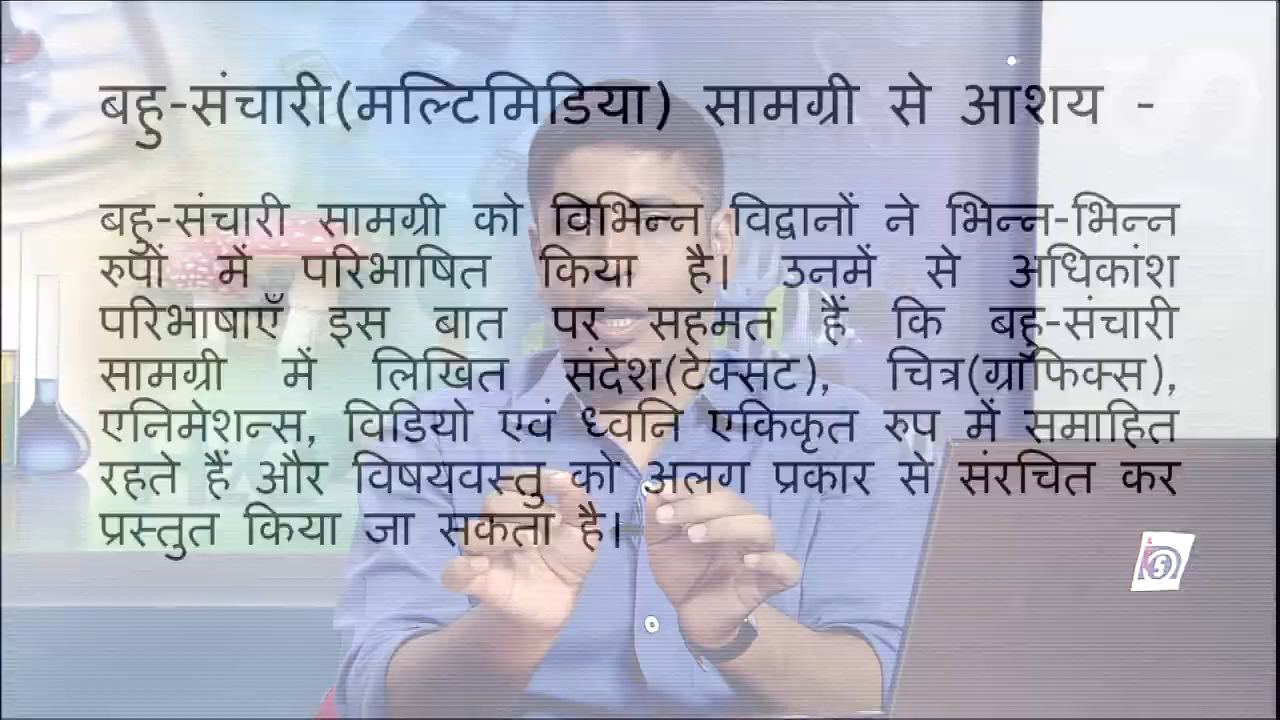 बहु-संचारी(मल्टिमिडिया) सामग्री से आशय -
बहु-संचारी सामग्री को विभिन्न विद्वानों ने भिन्न-भिन्न
रुपों में परिभाषित किया है। उनमें से अधिकांश
परिभाषाएँ इस बात पर सहमत हैं कि बहु-संचारी
सामग्री में लिखित संदेश(टेक्सट), चित्र(ग्रॉफिक्स),
एनिमेशन्स, विडियो एवं ध्वनि एकिकृत रुप में समाहित
रहते हैं और विषयवस्तु को अलग प्रकार से संरचित कर
प्रस्तुत किया जा सकता है।